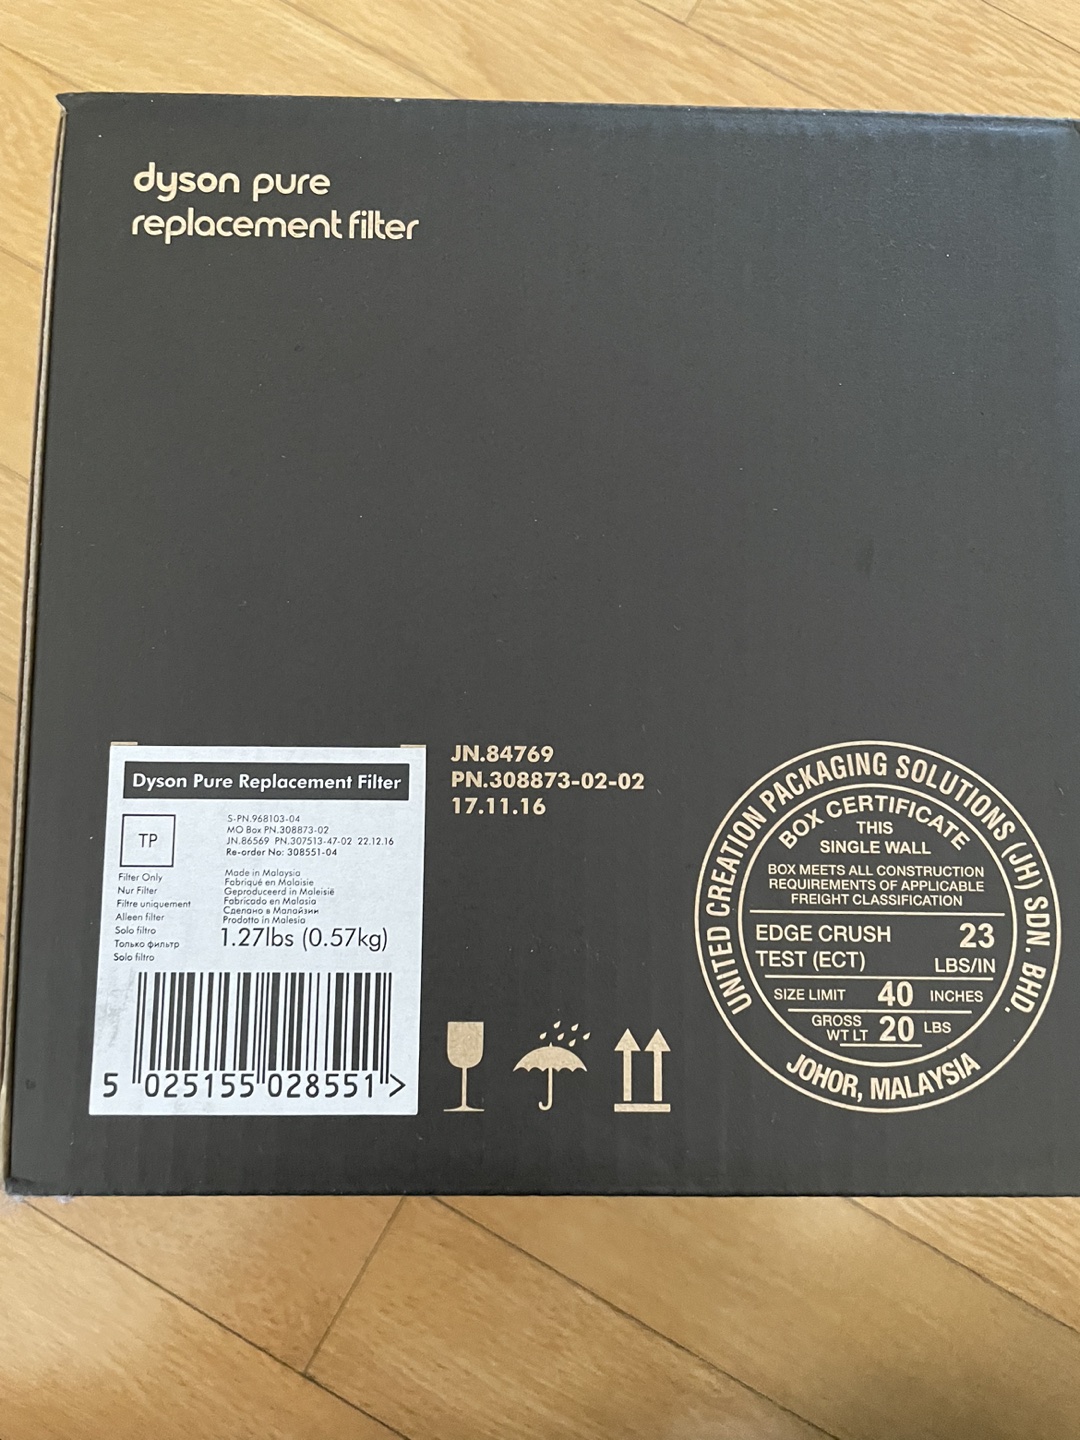 dyson pure
replacement filter
Dyson Pure Replacement Filter
TP
S-PN.968103-04
MO Box PN.308873-02
JN.86569 PN.307513-47-02 22.12.16
Re-order No: 308551-04
Filter Only
Nur Filter
Filtre uniquement
Alleen filter
Solo filtro
Только фильтр
Solo filtro
Made in Malaysia
Fabriqué en Malaisie
Geproduceerd in Maleisië
Fabricado en Malasia
Сделано в Малайзии
Prodotto in Malesia
1.27lbs (0.57kg)
5 025155 028551 >
JN.84769
PN.308873-02-02
17.11.16
UNITED CREATION PACKAGING SOLUTIONS (JH) SDN. BHD.
BOX CERTIFICATE
THIS
SINGLE WALL
BOX MEETS ALL CONSTRUCTION
REQUIREMENTS OF APPLICABLE
FREIGHT CLASSIFICATION
EDGE CRUSH 23
TEST (ECT) LBS/IN
SIZE LIMIT 40 INCHES
GROSS
WT LT 20 LBS
JOHOR, MALAYSIA